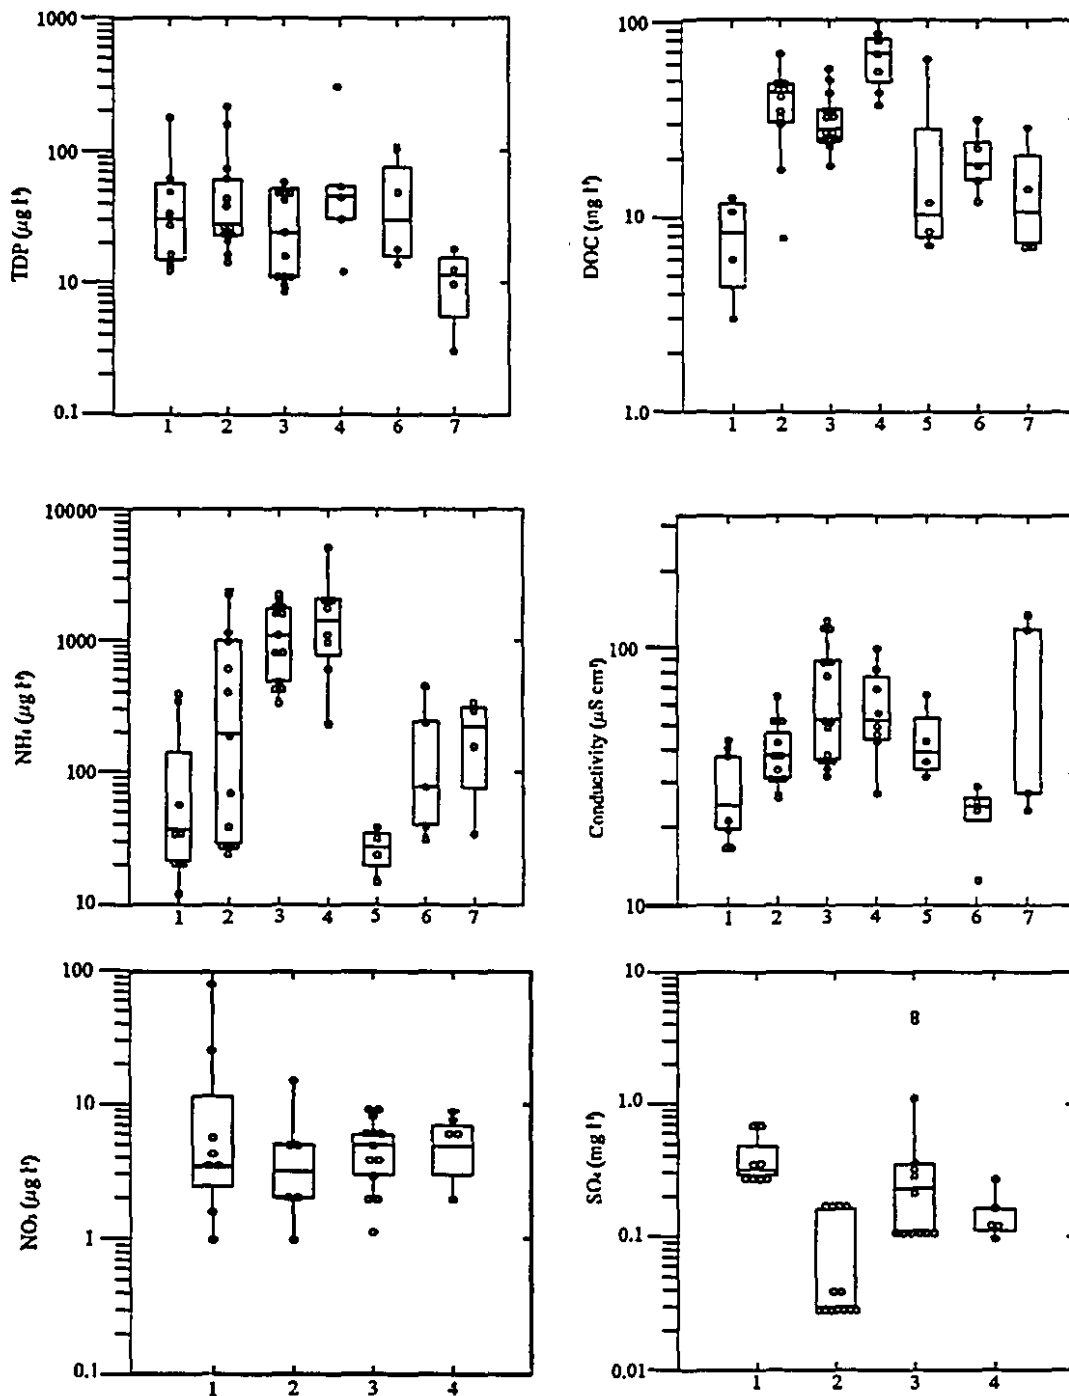 1000
100
10
0.1
TDP (µg l⁻¹)
1 2 3 4 6 7
100
10
1.0
DOC (mg l⁻¹)
1 2 3 4 5 6 7
10000
1000
100
10
NH₄ (µg l⁻¹)
1 2 3 4 5 6 7
100
10
Conductivity (µS cm⁻¹)
1 2 3 4 5 6 7
100
10
1
0.1
NO₃ (µg l⁻¹)
1 2 3 4
10
1.0
0.1
0.01
SO₄ (mg l⁻¹)
1 2 3 4